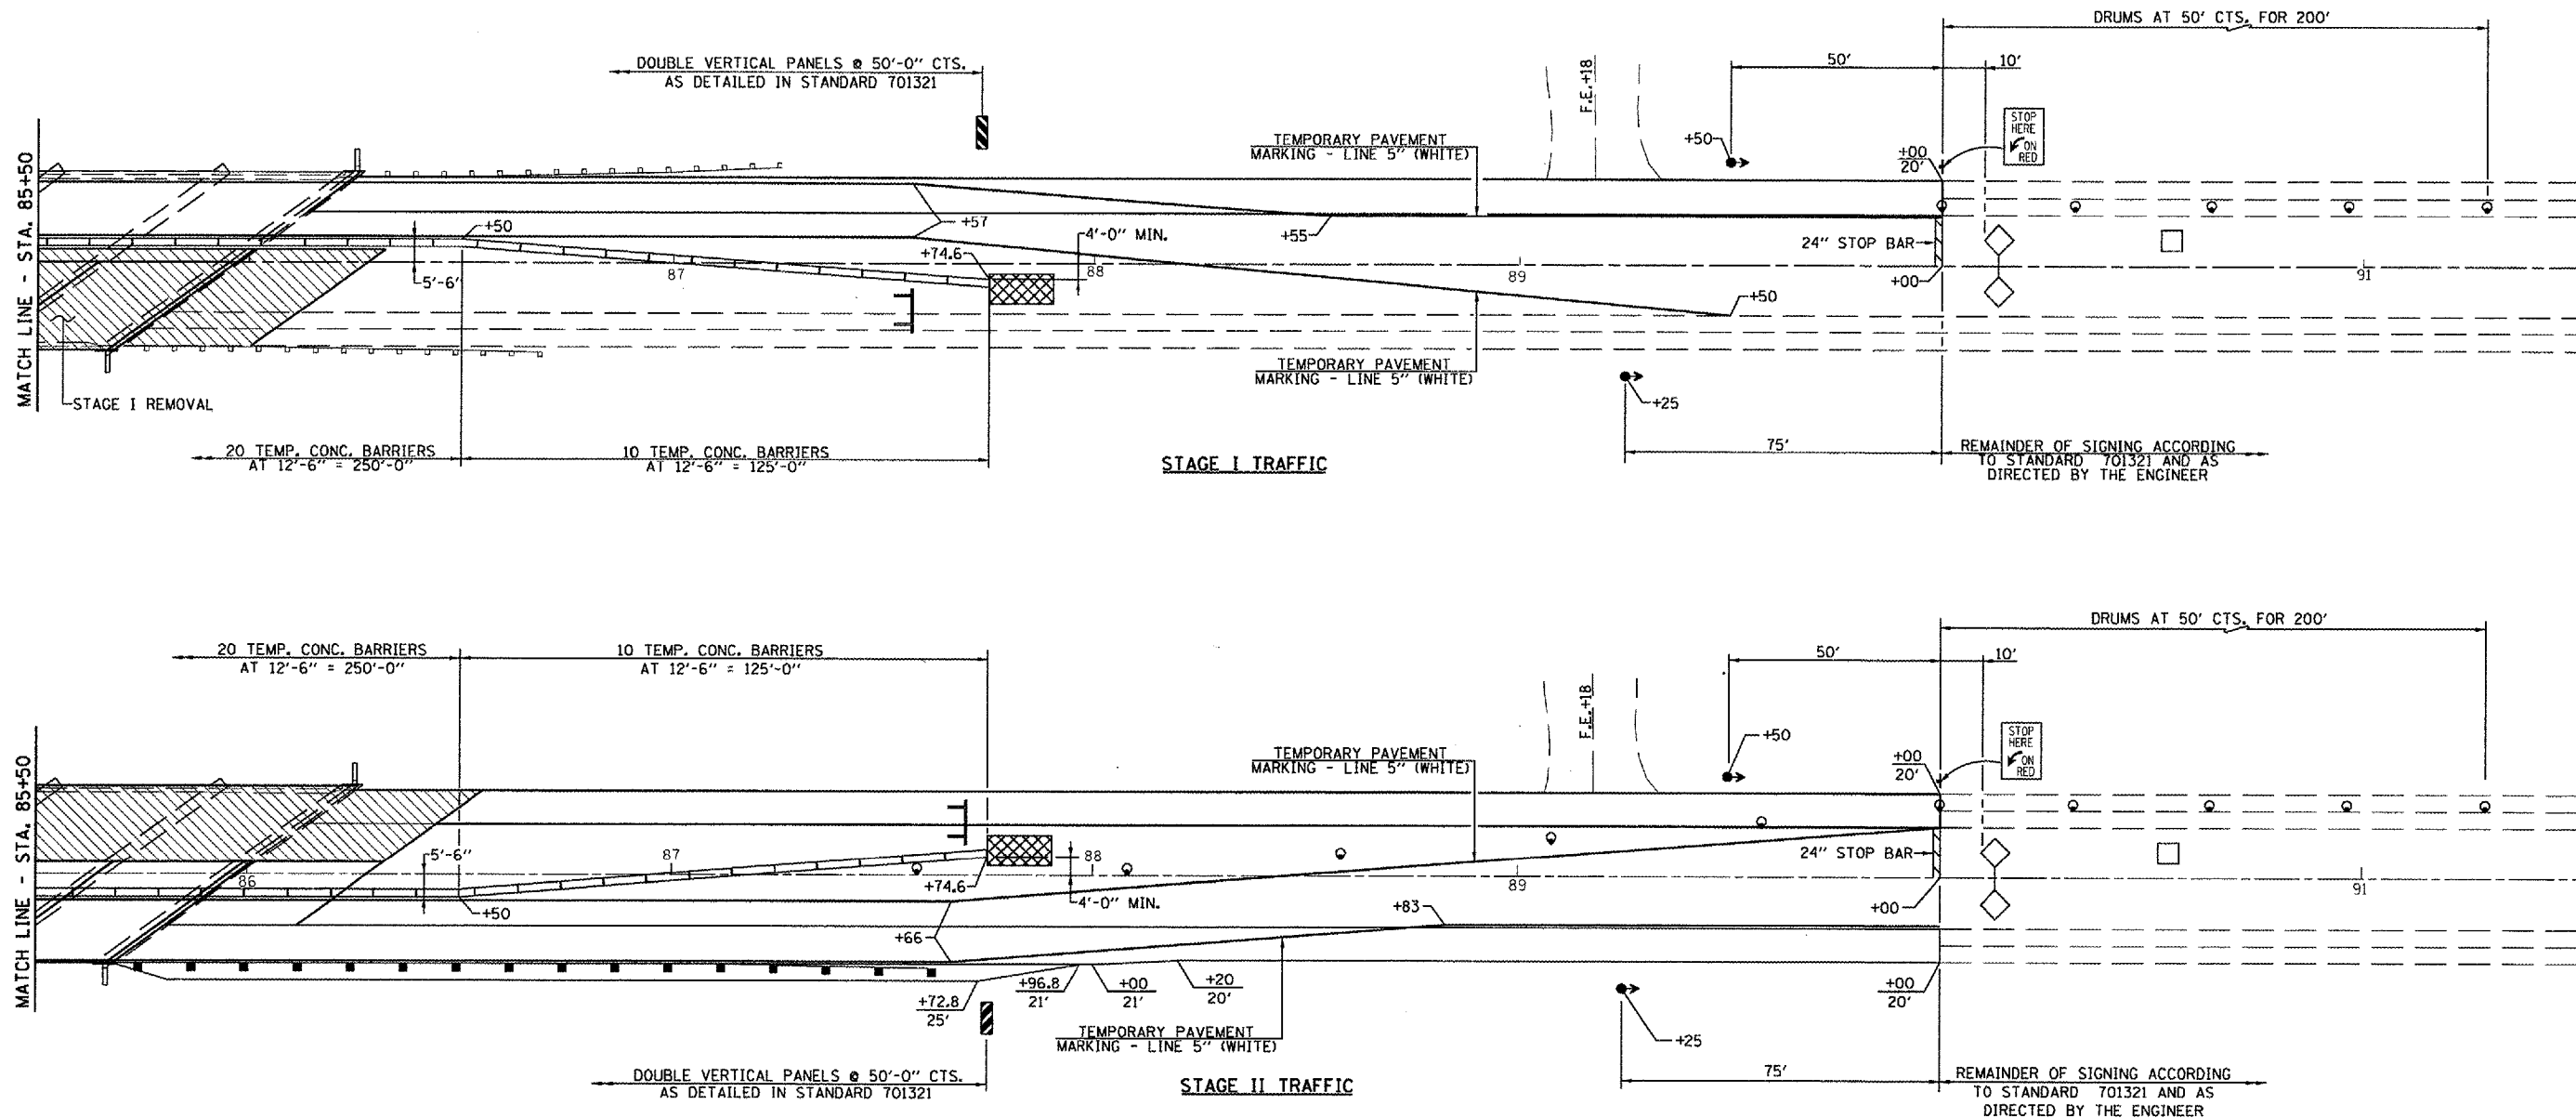 DRUMS AT 50' CTS. FOR 200'
DOUBLE VERTICAL PANELS @ 50'-0" CTS.
AS DETAILED IN STANDARD 701321
50'
10'
F.E.+18
TEMPORARY PAVEMENT
MARKING - LINE 5" (WHITE)
+50
+00
20'
STOP
HERE
ON
RED
MATCH LINE - STA. 85+50
+50
+57
+55
4'-0" MIN.
+74.6
5'-6"
87
88
89
24" STOP BAR
+00
91
+50
TEMPORARY PAVEMENT
MARKING - LINE 5" (WHITE)
STAGE I REMOVAL
+25
20 TEMP. CONC. BARRIERS
AT 12'-6" = 250'-0"
10 TEMP. CONC. BARRIERS
AT 12'-6" = 125'-0"
STAGE I TRAFFIC
75'
REMAINDER OF SIGNING ACCORDING
TO STANDARD 701321 AND AS
DIRECTED BY THE ENGINEER
DRUMS AT 50' CTS. FOR 200'
20 TEMP. CONC. BARRIERS
AT 12'-6" = 250'-0"
10 TEMP. CONC. BARRIERS
AT 12'-6" = 125'-0"
50'
10'
F.E.+18
TEMPORARY PAVEMENT
MARKING - LINE 5" (WHITE)
+50
+00
20'
STOP
HERE
ON
RED
MATCH LINE - STA. 85+50
5'-6"
86
87
88
89
91
+74.6
4'-0" MIN.
24" STOP BAR
+50
+83
+00
+66
+72.8
25'
+96.8
21'
+00
21'
+20
20'
+00
20'
TEMPORARY PAVEMENT
MARKING - LINE 5" (WHITE)
+25
DOUBLE VERTICAL PANELS @ 50'-0" CTS.
AS DETAILED IN STANDARD 701321
STAGE II TRAFFIC
75'
REMAINDER OF SIGNING ACCORDING
TO STANDARD 701321 AND AS
DIRECTED BY THE ENGINEER